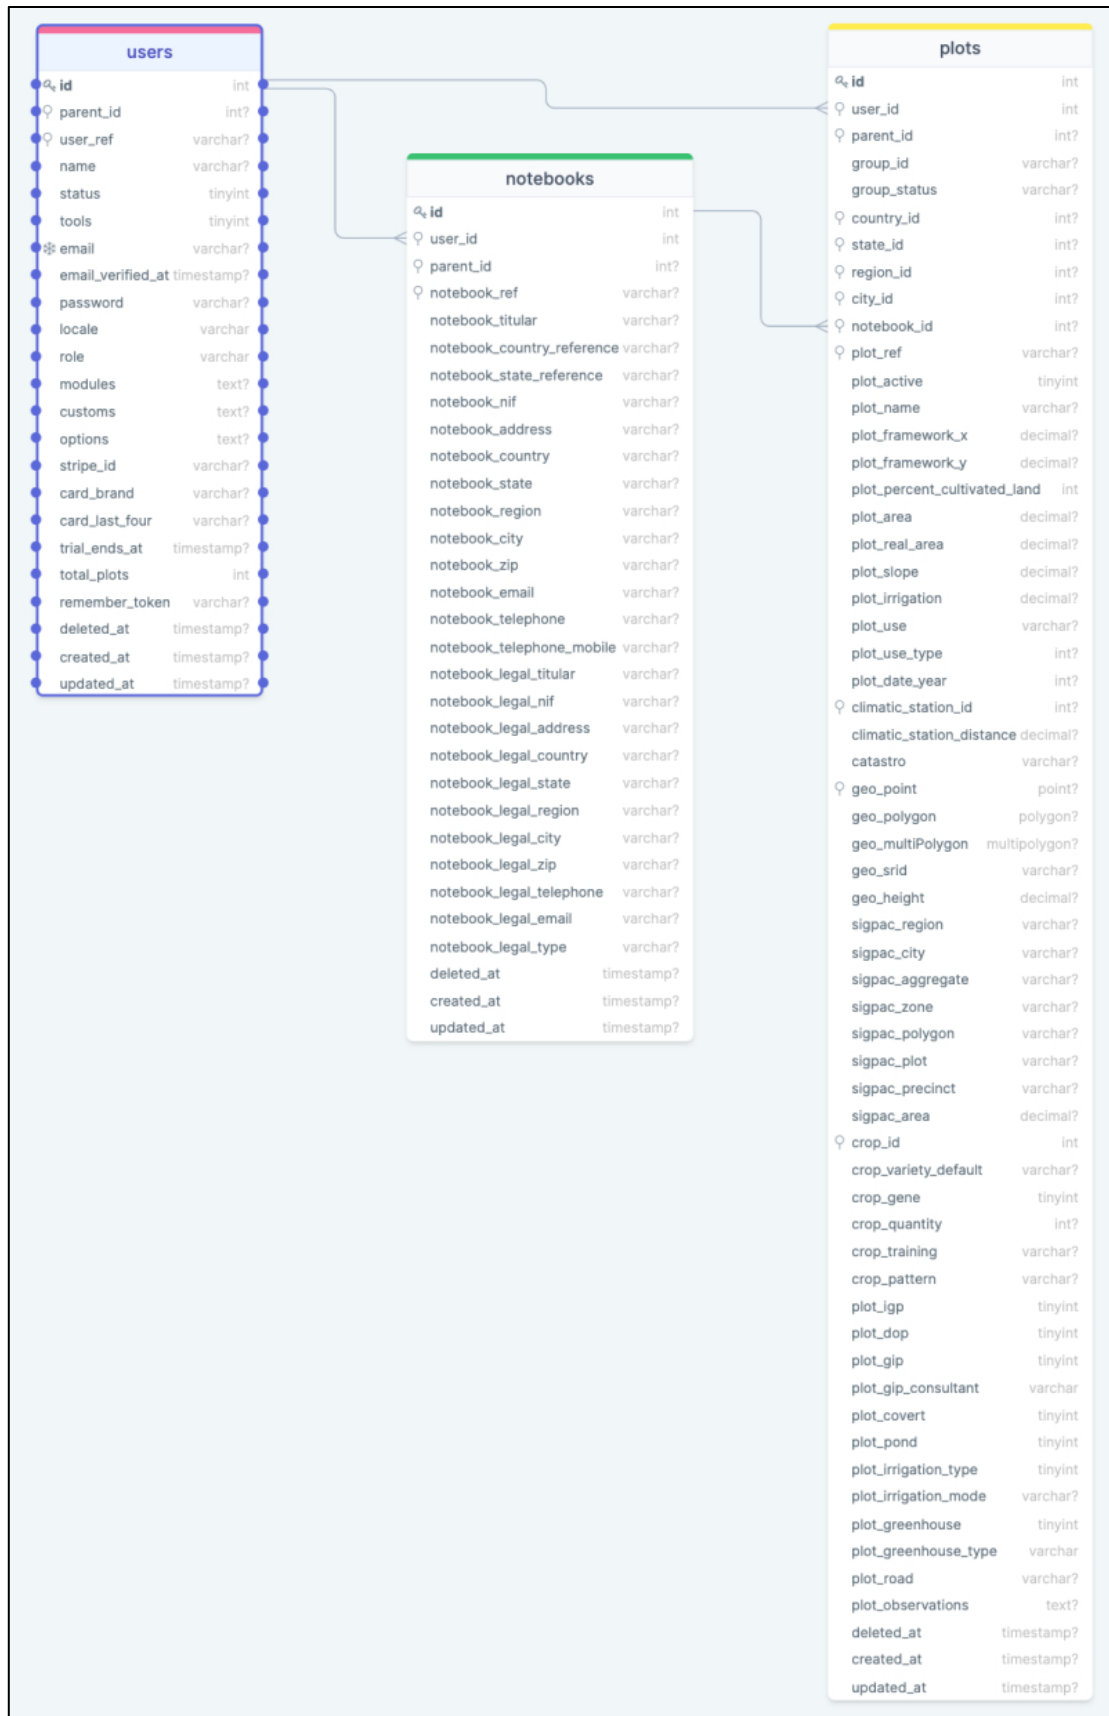 users
id int
parent_id int?
user_ref varchar?
name varchar?
status tinyint
tools tinyint
email varchar?
email_verified_at timestamp?
password varchar?
locale varchar
role varchar
modules text?
customs text?
options text?
stripe_id varchar?
card_brand varchar?
card_last_four varchar?
trial_ends_at timestamp?
total_plots int
remember_token varchar?
deleted_at timestamp?
created_at timestamp?
updated_at timestamp?
notebooks
id int
user_id int
parent_id int?
notebook_ref varchar?
notebook_titular varchar?
notebook_country_reference varchar?
notebook_state_reference varchar?
notebook_nif varchar?
notebook_address varchar?
notebook_country varchar?
notebook_state varchar?
notebook_region varchar?
notebook_city varchar?
notebook_zip varchar?
notebook_email varchar?
notebook_telephone varchar?
notebook_telephone_mobile varchar?
notebook_legal_titular varchar?
notebook_legal_nif varchar?
notebook_legal_address varchar?
notebook_legal_country varchar?
notebook_legal_state varchar?
notebook_legal_region varchar?
notebook_legal_city varchar?
notebook_legal_zip varchar?
notebook_legal_telephone varchar?
notebook_legal_email varchar?
notebook_legal_type varchar?
deleted_at timestamp?
created_at timestamp?
updated_at timestamp?
plots
id int
user_id int
parent_id int?
group_id varchar?
group_status varchar?
country_id int?
state_id int?
region_id int?
city_id int?
notebook_id int?
plot_ref varchar?
plot_active tinyint
plot_name varchar?
plot_framework_x decimal?
plot_framework_y decimal?
plot_percent_cultivated_land int
plot_area decimal?
plot_real_area decimal?
plot_slope decimal?
plot_irrigation decimal?
plot_use varchar?
plot_use_type int?
plot_date_year int?
climatic_station_id int?
climatic_station_distance decimal?
catastro varchar?
geo_point point?
geo_polygon polygon?
geo_multiPolygon multipolygon?
geo_srid varchar?
geo_height decimal?
sigpac_region varchar?
sigpac_city varchar?
sigpac_aggregate varchar?
sigpac_zone varchar?
sigpac_polygon varchar?
sigpac_plot varchar?
sigpac_precinct varchar?
sigpac_area decimal?
crop_id int
crop_variety_default varchar?
crop_gene tinyint
crop_quantity int?
crop_training varchar?
crop_pattern varchar?
plot_igp tinyint
plot_dop tinyint
plot_gip tinyint
plot_gip_consultant varchar
plot_covert tinyint
plot_pond tinyint
plot_irrigation_type tinyint
plot_irrigation_mode varchar?
plot_greenhouse tinyint
plot_greenhouse_type varchar
plot_road varchar?
plot_observations text?
deleted_at timestamp?
created_at timestamp?
updated_at timestamp?